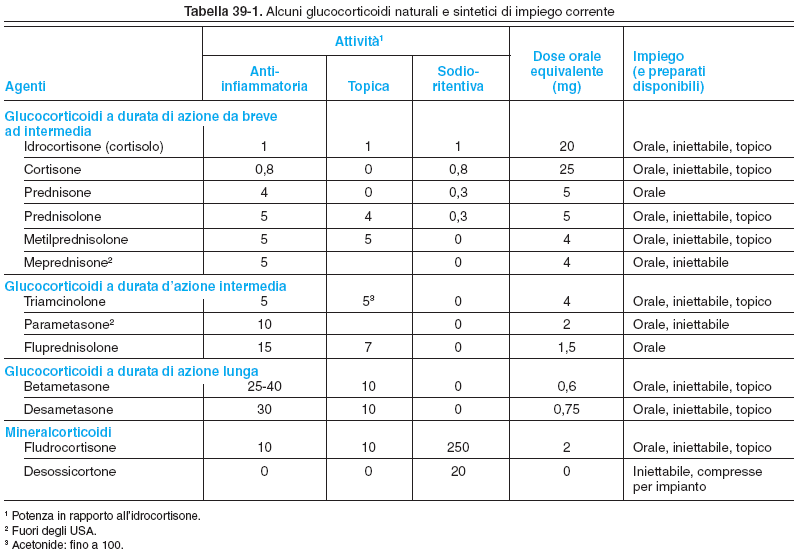 Tabella 39-1. Alcuni glucocorticoidi naturali e sintetici di impiego corrente
Agenti
Attività¹
Anti-
infiammatoria
Topica
Sodio-
ritentiva
Dose orale
equivalente
(mg)
Impiego
(e preparati
disponibili)
Glucocorticoidi a durata di azione da breve
ad intermedia
Idrocortisone (cortisolo) 1 1 1 20 Orale, iniettabile, topico
Cortisone 0,8 0 0,8 25 Orale, iniettabile, topico
Prednisone 4 0 0,3 5 Orale
Prednisolone 5 4 0,3 5 Orale, iniettabile, topico
Metilprednisolone 5 5 0 4 Orale, iniettabile, topico
Meprednisone² 5 0 4 Orale, iniettabile
Glucocorticoidi a durata d'azione intermedia
Triamcinolone 5 5³ 0 4 Orale, iniettabile, topico
Parametasone² 10 0 2 Orale, iniettabile
Fluprednisolone 15 7 0 1,5 Orale
Glucocorticoidi a durata di azione lunga
Betametasone 25-40 10 0 0,6 Orale, iniettabile, topico
Desametasone 30 10 0 0,75 Orale, iniettabile, topico
Mineralcorticoidi
Fludrocortisone 10 10 250 2 Orale, iniettabile, topico
Desossicortone 0 0 20 0 Iniettabile, compresse
per impianto
¹ Potenza in rapporto all'idrocortisone.
² Fuori degli USA.
³ Acetonide: fino a 100.